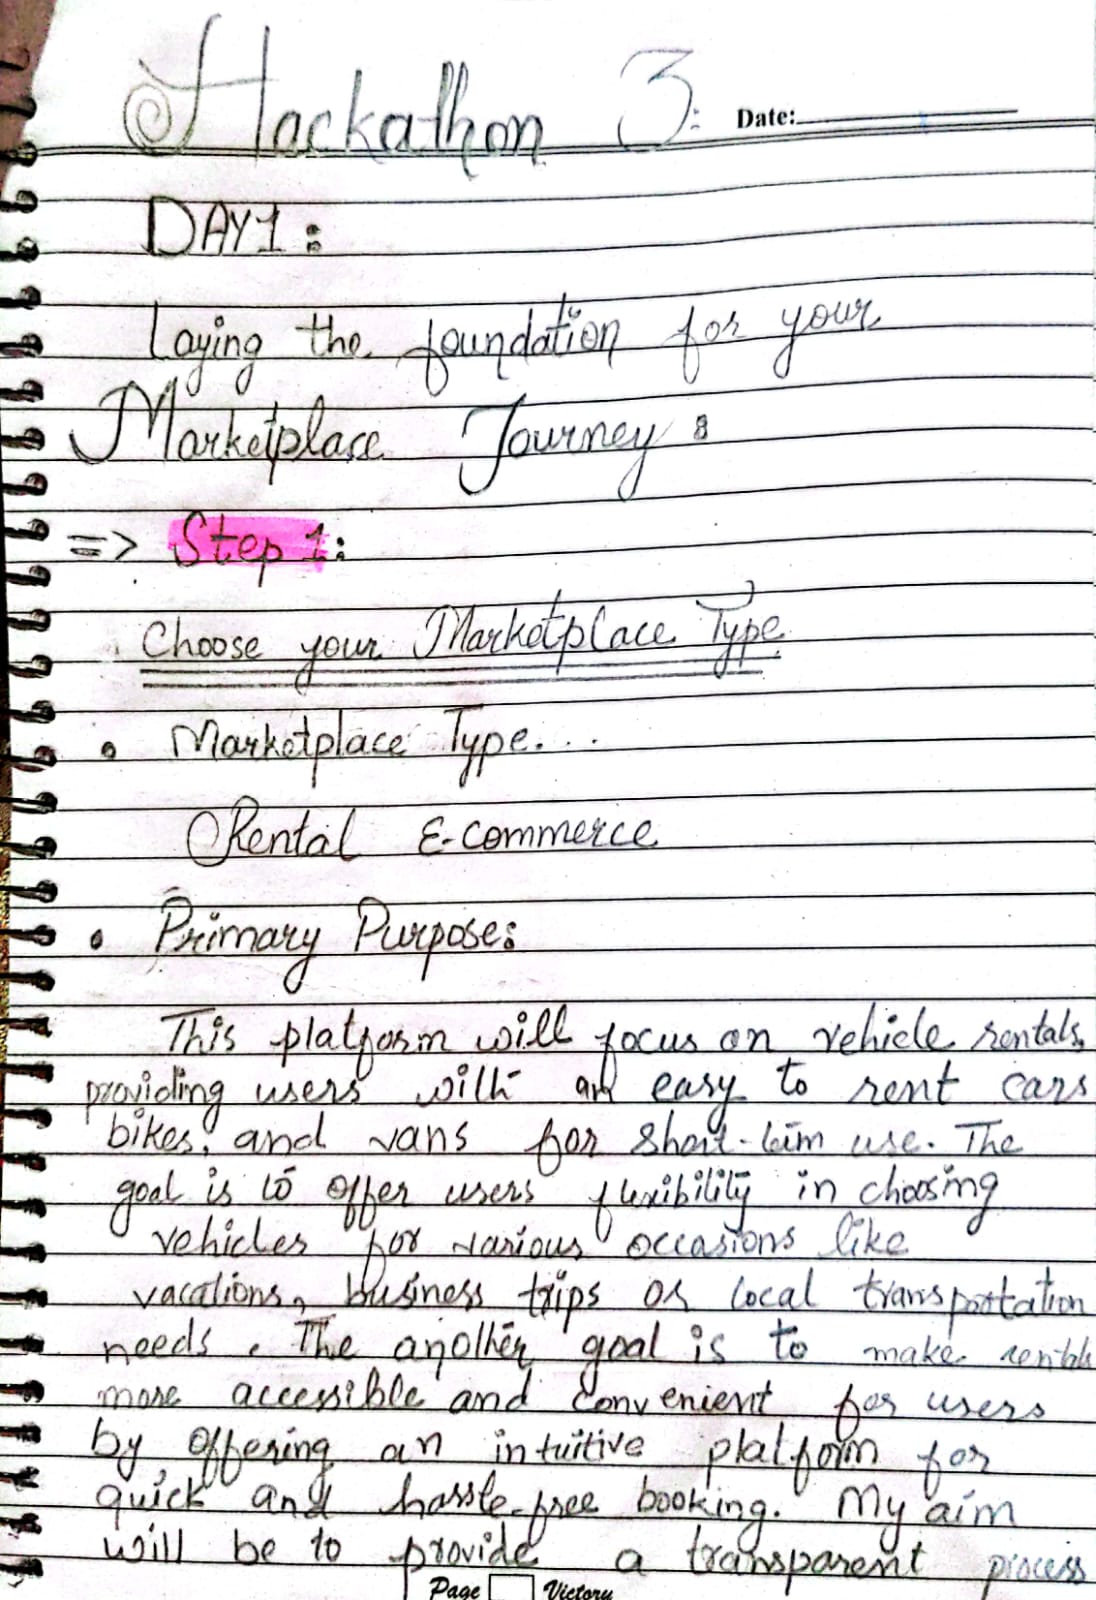 Hackathon 3:
Date:
DAY1:
Laying the foundation for your
Marketplace Journey:
=> Step 1:
Choose your Marketplace Type
• Marketplace Type...
Rental E-commerce
• Primary Purpose:
This platform will focus on vehicle rentals,
providing users with an easy to rent cars
bikes, and vans for short-term use. The
goal is to offer users flexibility in choosing
vehicles for various occasions like
vacations, business trips or local transportation
needs. The another goal is to make rentals
more accessible and convenient for users
by offering an intuitive platform for
quick and hassle-free booking. My aim
will be to provide a transparent process
Page Victory